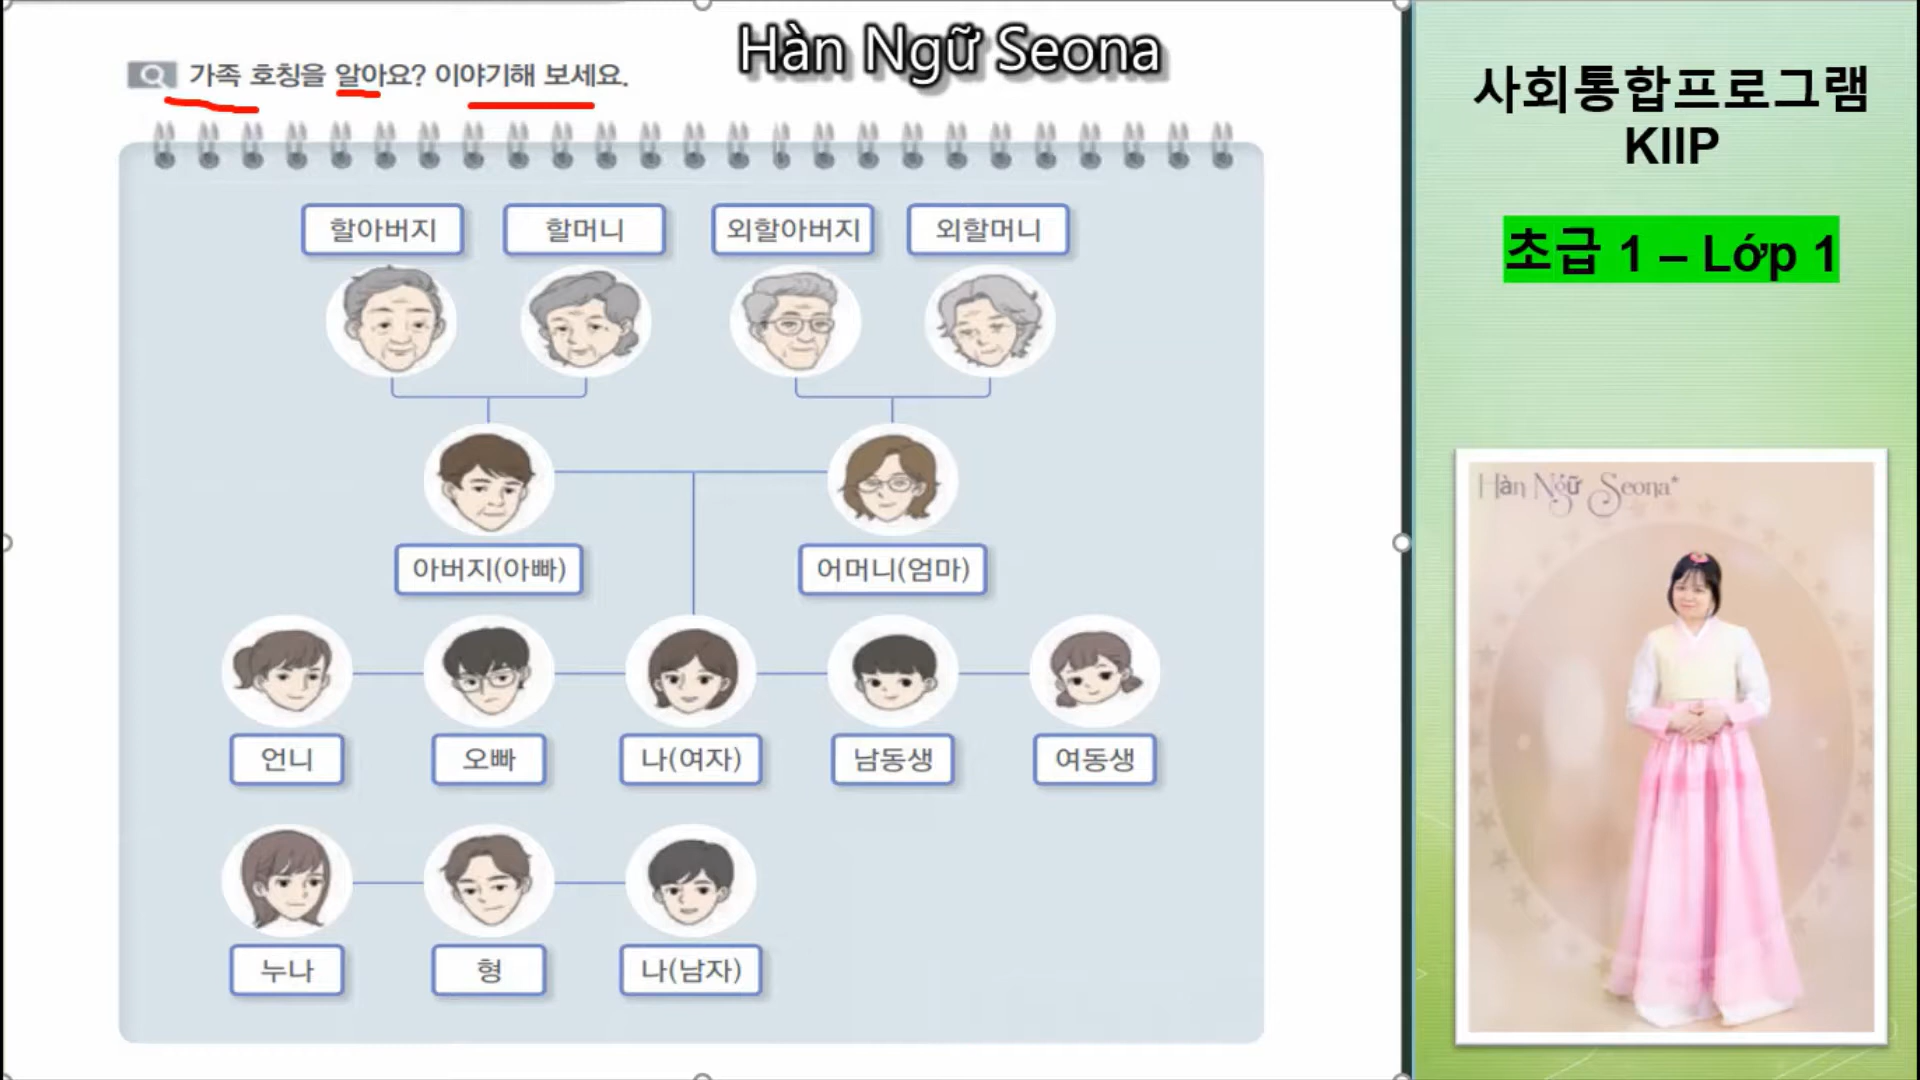 Hàn Ngữ Seona
가족 호칭을 알아요? 이야기해 보세요.
할아버지
할머니
외할아버지
외할머니
아버지(아빠)
어머니(엄마)
언니
오빠
나(여자)
남동생
여동생
누나
형
나(남자)
사회통합프로그램
KIIP
초급 1 – Lớp 1
Hàn Ngữ Seona*